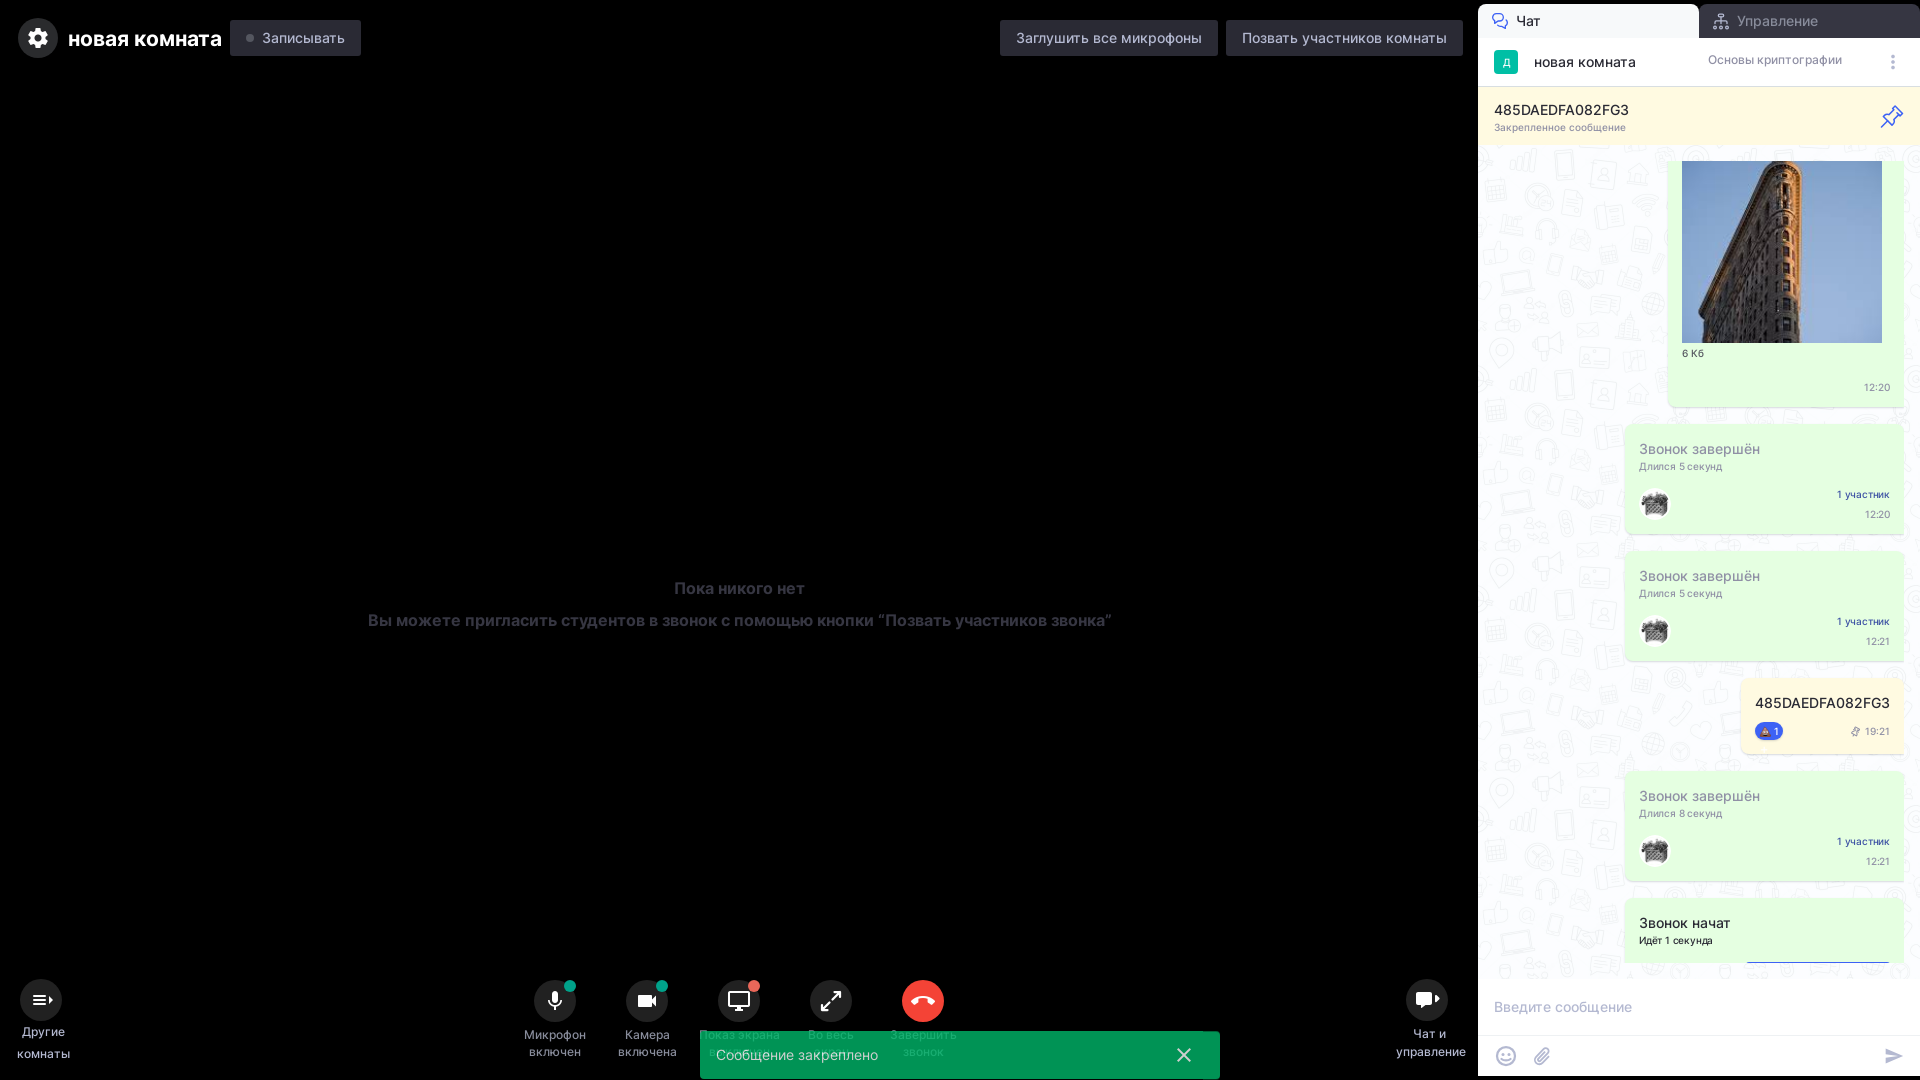 новая комната
Записывать
Заглушить все микрофоны
Позвать участников комнаты
Чат
Управление
Д
новая комната
Основы криптографии
485DAEDFA082FG3
Закрепленное сообщение
6 Кб
12:20
Звонок завершён
Длился 5 секунд
1 участник
12:20
Звонок завершён
Длился 5 секунд
1 участник
12:21
485DAEDFA082FG3
1
19:21
Звонок завершён
Длился 8 секунд
1 участник
12:21
Звонок начат
Идёт 1 секунда
Пока никого нет
Вы можете пригласить студентов в звонок с помощью кнопки “Позвать участников звонка”
Другие
комнаты
Микрофон
включен
Камера
включена
Показ экрана
Во весь
Завершить
звонок
Сообщение закреплено
Чат и
управление
Введите сообщение